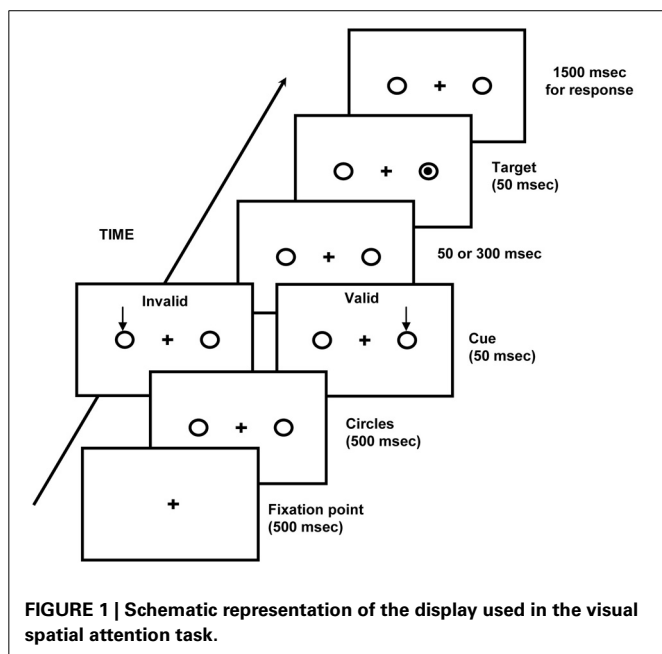 1500 msec
for response
Target
(50 msec)
TIME
50 or 300 msec
Invalid
Valid
Cue
(50 msec)
Circles
(500 msec)
Fixation point
(500 msec)
FIGURE 1 | Schematic representation of the display used in the visual
spatial attention task.